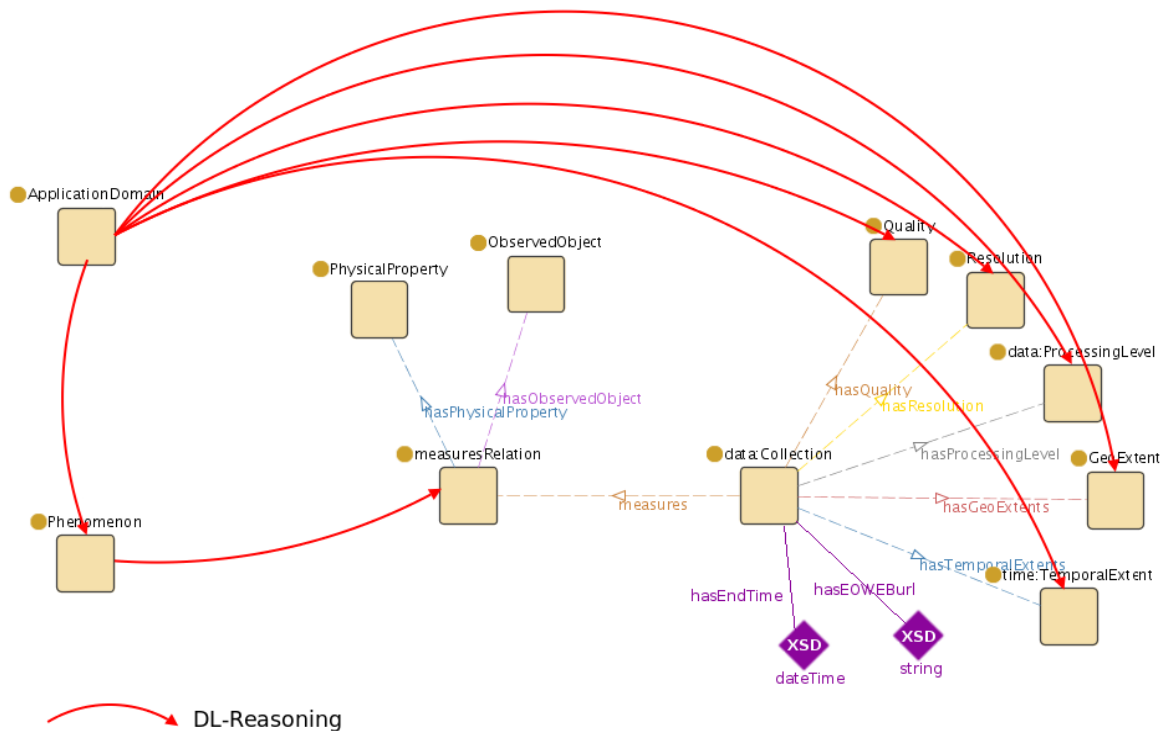 ApplicationDomain
Quality
ObservedObject
Resolution
PhysicalProperty
data:ProcessingLevel
hasQuality
hasObservedObject
hasResolution
hasPhysicalProperty
measuresRelation
data:Collection
hasProcessingLevel
GeoExtent
measures
hasGeoExtents
Phenomenon
hasTemporalExtents
time:TemporalExtent
hasEndTime
hasEOWEBurl
XSD
XSD
string
dateTime
DL-Reasoning